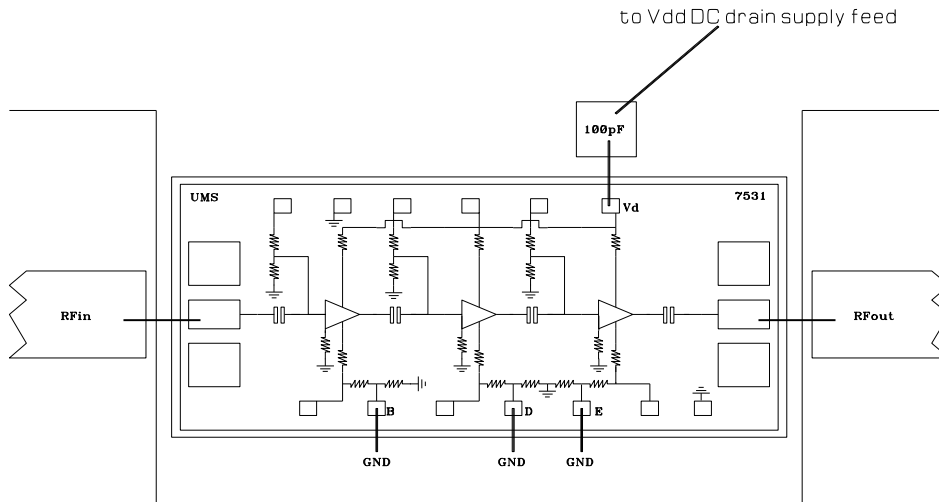 to Vdd DC drain supply feed
100pF
UMS
7531
Vd
RFin
RFout
B
D
E
GND
GND
GND